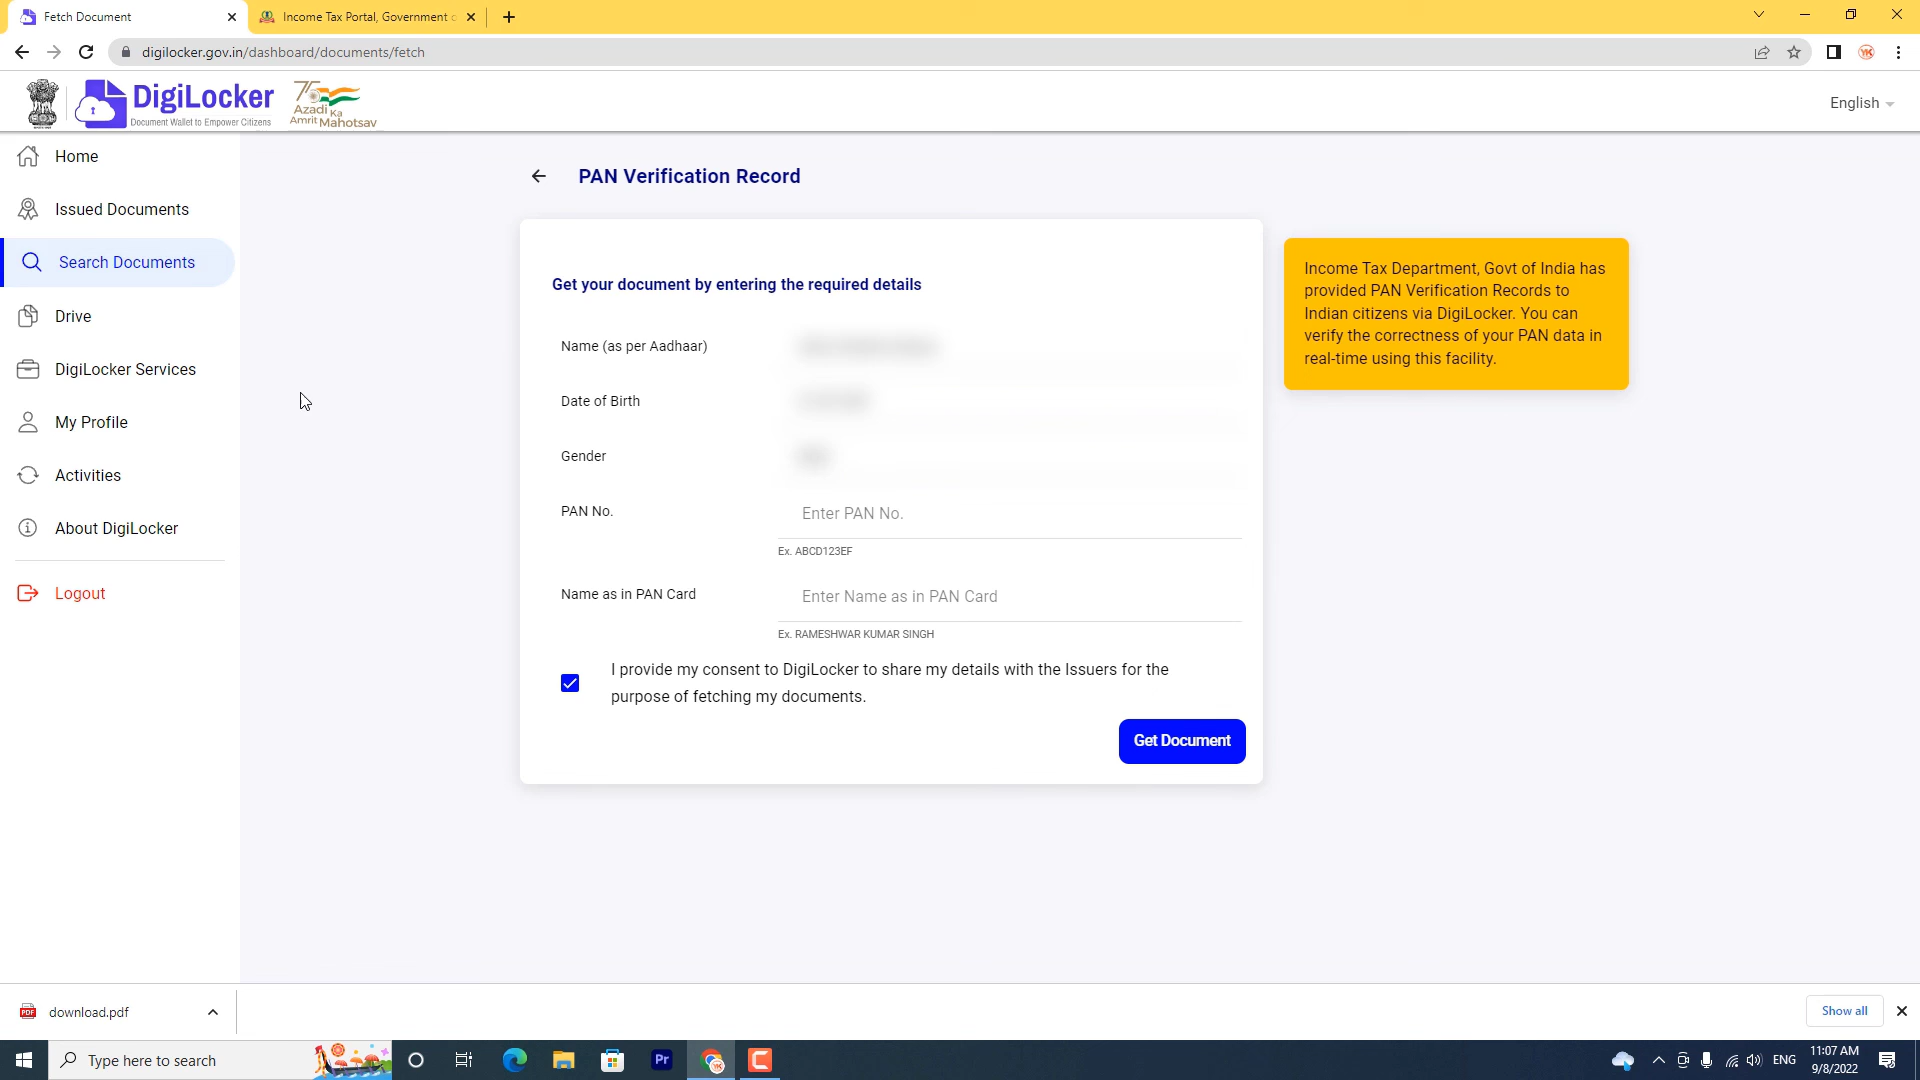 Fetch Document
Income Tax Portal, Government
digilocker.gov.in/dashboard/documents/fetch
DigiLocker
Document Wallet to Empower Citizens
75
Azadi Ka
Amrit Mahotsav
English
Home
Issued Documents
Search Documents
Drive
DigiLocker Services
My Profile
Activities
About DigiLocker
Logout
PAN Verification Record
Get your document by entering the required details
Name (as per Aadhaar)
Date of Birth
Gender
PAN No.
Enter PAN No.
Ex. ABCD123EF
Name as in PAN Card
Enter Name as in PAN Card
Ex. RAMESHWAR KUMAR SINGH
I provide my consent to DigiLocker to share my details with the Issuers for the
purpose of fetching my documents.
Get Document
Income Tax Department, Govt of India has
provided PAN Verification Records to
Indian citizens via DigiLocker. You can
verify the correctness of your PAN data in
real-time using this facility.
PDF
download.pdf
Show all
Type here to search
Pr
YK
ENG
11:07 AM
9/8/2022